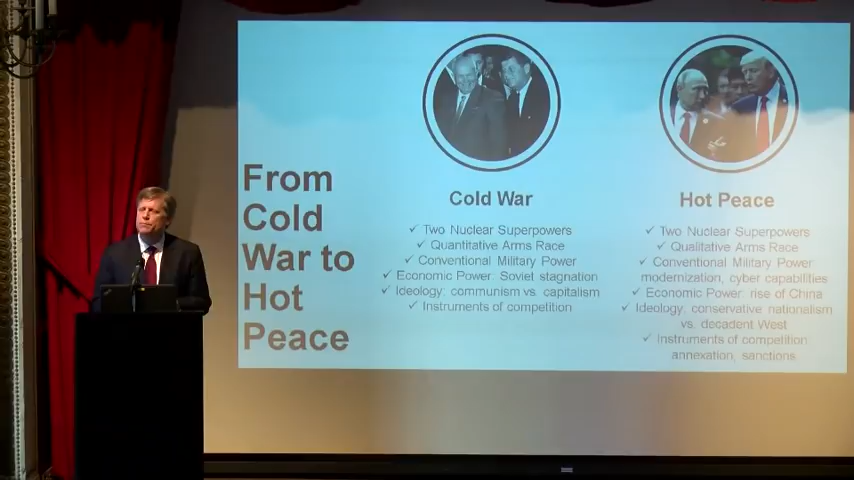 From
Cold
War to
Hot
Peace
Cold War
✓ Two Nuclear Superpowers
✓ Quantitative Arms Race
✓ Conventional Military Power
✓ Economic Power: Soviet stagnation
✓ Ideology: communism vs. capitalism
✓ Instruments of competition
Hot Peace
✓ Two Nuclear Superpowers
✓ Qualitative Arms Race
✓ Conventional Military Power
modernization, cyber capabilities
✓ Economic Power: rise of China
✓ Ideology: conservative nationalism
vs. decadent West
✓ Instruments of competition
annexation, sanctions